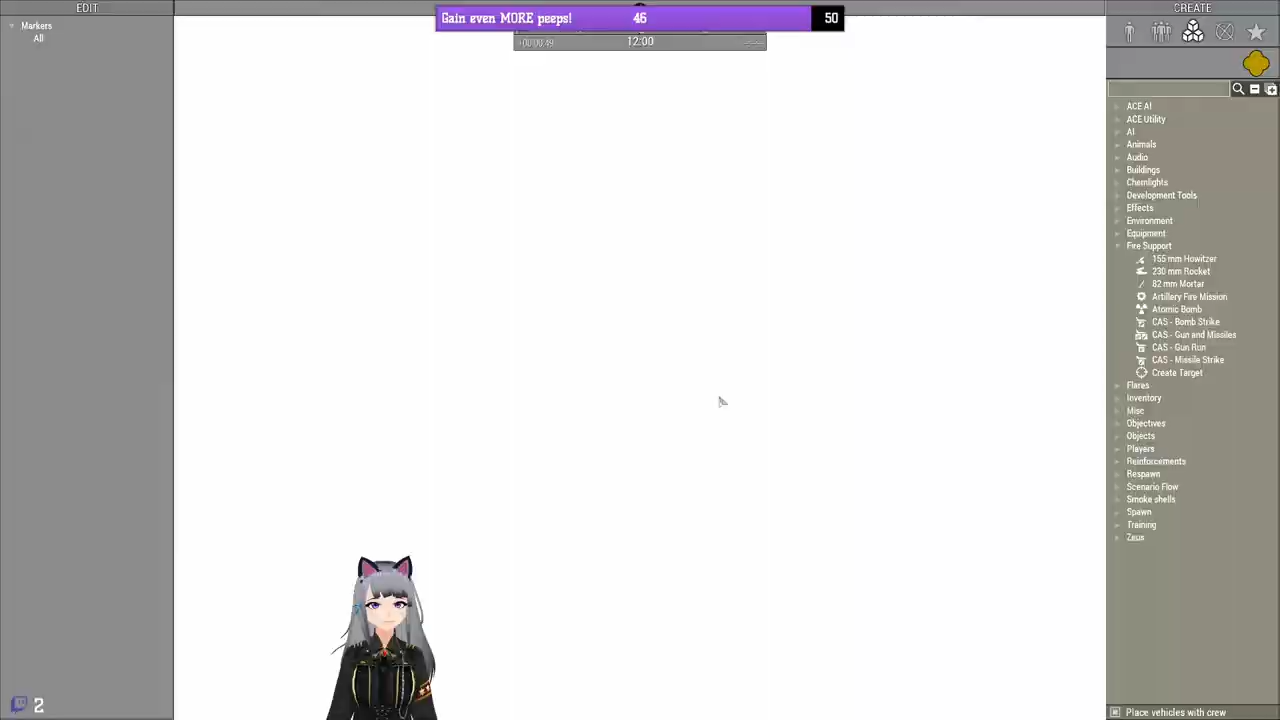 EDIT
Markers
All
Gain even MORE peeps! 46 50
+00:00:49 12:00
CREATE
ACE AI
ACE Utility
AI
Animals
Audio
Buildings
Chemlights
Development Tools
Effects
Environment
Equipment
Fire Support
155 mm Howitzer
230 mm Rocket
82 mm Mortar
Artillery Fire Mission
Atomic Bomb
CAS - Bomb Strike
CAS - Gun and Missiles
CAS - Gun Run
CAS - Missile Strike
Create Target
Flares
Inventory
Misc
Objectives
Objects
Players
Reinforcements
Respawn
Scenario Flow
Smoke shells
Spawn
Training
Zeus
Place vehicles with crew
2